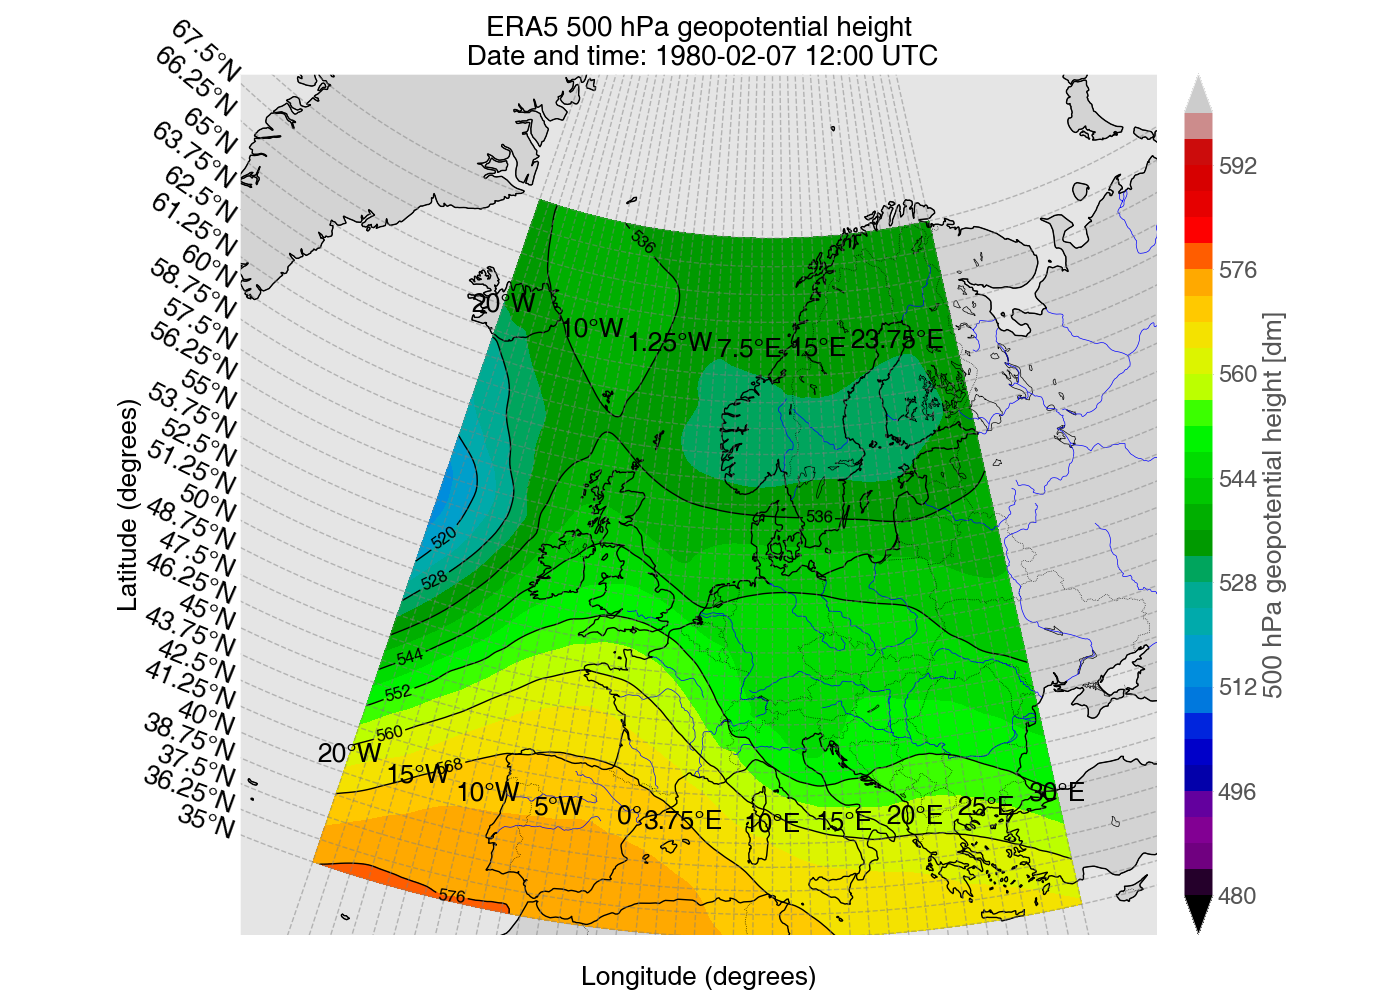 ERA5 500 hPa geopotential height
Date and time: 1980-02-07 12:00 UTC
67.5°N
66.25°N
65°N
63.75°N
62.5°N
61.25°N
60°N
58.75°N
57.5°N
56.25°N
55°N
53.75°N
52.5°N
51.25°N
50°N
48.75°N
47.5°N
46.25°N
45°N
43.75°N
42.5°N
41.25°N
40°N
38.75°N
37.5°N
36.25°N
35°N
Latitude (degrees)
536
20°W
10°W
1.25°W
7.5°E
15°E
23.75°E
536
520
528
544
552
560
568
576
20°W
15°W
10°W
5°W
0°
3.75°E
10°E
15°E
20°E
25°E
30°E
Longitude (degrees)
592
576
560
544
528
512
496
480
500 hPa geopotential height [dm]